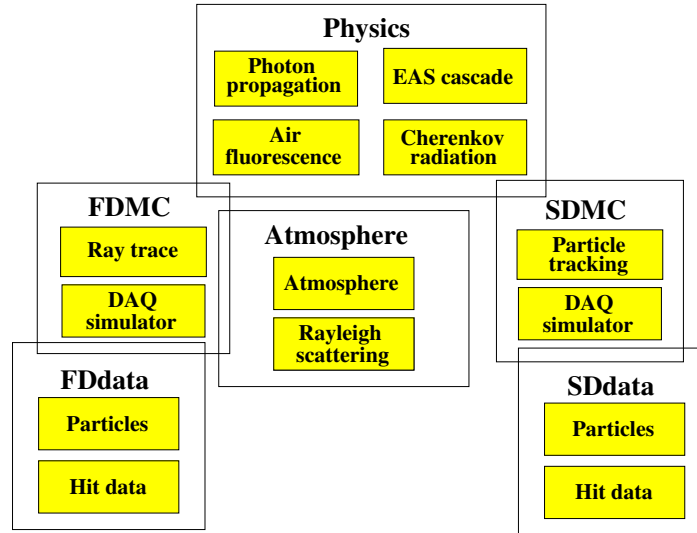 Physics
Photon
propagation
EAS cascade
Air
fluorescence
Cherenkov
radiation
FDMC
Ray trace
DAQ
simulator
Atmosphere
Atmosphere
Rayleigh
scattering
SDMC
Particle
tracking
DAQ
simulator
FDdata
Particles
Hit data
SDdata
Particles
Hit data